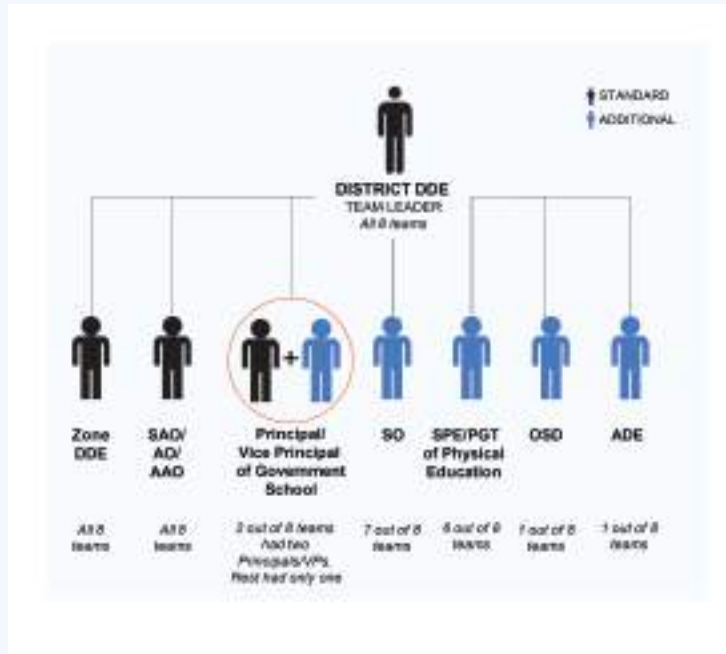 STANDARD
ADDITIONAL
DISTRICT DDE
TEAM LEADER
All 8 teams
+
Zone
DDE
SAO/
AO/
AAO
Principal/
Vice Principal
of Government
School
SO
SPE/PGT
of Physical
Education
OSD
ADE
All 8
teams
All 8
teams
out of 8 teams
had two
Principals/VPs.
Rest had only one
7 out of 8
teams
out of 8
teams
1 out of 8
teams
1 out of 8
teams